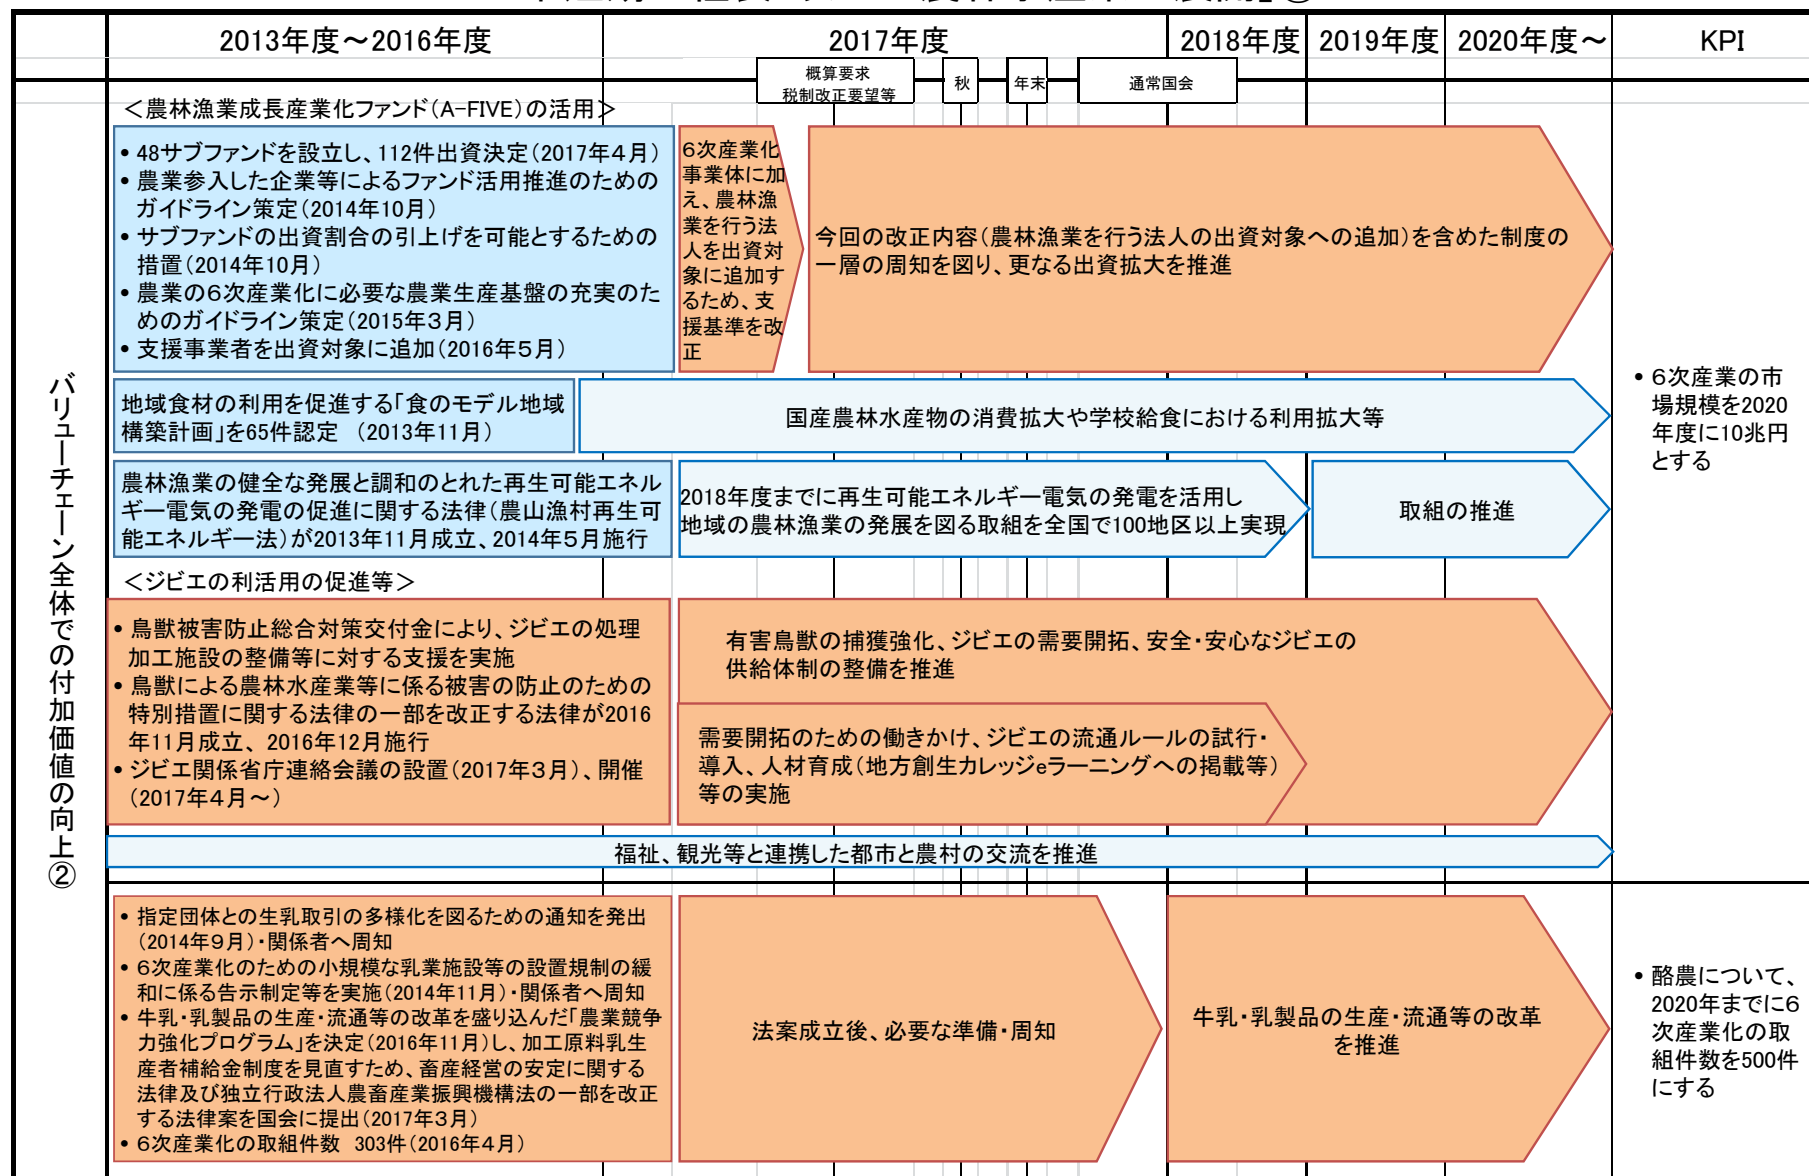 2013年度～2016年度
2017年度
2018年度
2019年度
2020年度～
KPI
概算要求
税制改正要望等
秋
年末
通常国会
バリューチェーン全体での付加価値の向上②
＜農林漁業成長産業化ファンド（A-FIVE）の活用＞
• 48サブファンドを設立し、112件出資決定（2017年４月）
• 農業参入した企業等によるファンド活用推進のための
ガイドライン策定（2014年10月）
• サブファンドの出資割合の引上げを可能とするための
措置（2014年10月）
• 農業の６次産業化に必要な農業生産基盤の充実のた
めのガイドライン策定（2015年３月）
• 支援事業者を出資対象に追加（2016年５月）
６次産業化
事業体に加
え、農林漁
業を行う法
人を出資対
象に追加す
るため、支
援基準を改
正
今回の改正内容（農林漁業を行う法人の出資対象への追加）を含めた制度の
一層の周知を図り、更なる出資拡大を推進
地域食材の利用を促進する「食のモデル地域
構築計画」を65件認定　（2013年11月）
国産農林水産物の消費拡大や学校給食における利用拡大等
農林漁業の健全な発展と調和のとれた再生可能エネル
ギー電気の発電の促進に関する法律（農山漁村再生可
能エネルギー法）が2013年11月成立、2014年５月施行
2018年度までに再生可能エネルギー電気の発電を活用し
地域の農林漁業の発展を図る取組を全国で100地区以上実現
取組の推進
• ６次産業の市
場規模を2020
年度に10兆円
とする
＜ジビエの利活用の促進等＞
• 鳥獣被害防止総合対策交付金により、ジビエの処理
加工施設の整備等に対する支援を実施
• 鳥獣による農林水産業等に係る被害の防止のための
特別措置に関する法律の一部を改正する法律が2016
年11月成立、2016年12月施行
• ジビエ関係省庁連絡会議の設置（2017年３月）、開催
（2017年４月～）
有害鳥獣の捕獲強化、ジビエの需要開拓、安全・安心なジビエの
供給体制の整備を推進
需要開拓のための働きかけ、ジビエの流通ルールの試行・
導入、人材育成（地方創生カレッジeラーニングへの掲載等）
等の実施
福祉、観光等と連携した都市と農村の交流を推進
• 指定団体との生乳取引の多様化を図るための通知を発出
（2014年９月）・関係者へ周知
• ６次産業化のための小規模な乳業施設等の設置規制の緩
和に係る告示制定等を実施（2014年11月）・関係者へ周知
• 牛乳・乳製品の生産・流通等の改革を盛り込んだ「農業競争
力強化プログラム」を決定（2016年11月）し、加工原料乳生
産者補給金制度を見直すため、畜産経営の安定に関する
法律及び独立行政法人農畜産業振興機構法の一部を改正
する法律案を国会に提出（2017年３月）
• ６次産業化の取組件数　303件（2016年４月）
法案成立後、必要な準備・周知
牛乳・乳製品の生産・流通等の改革
を推進
• 酪農について、
2020年までに６
次産業化の取
組件数を500件
にする